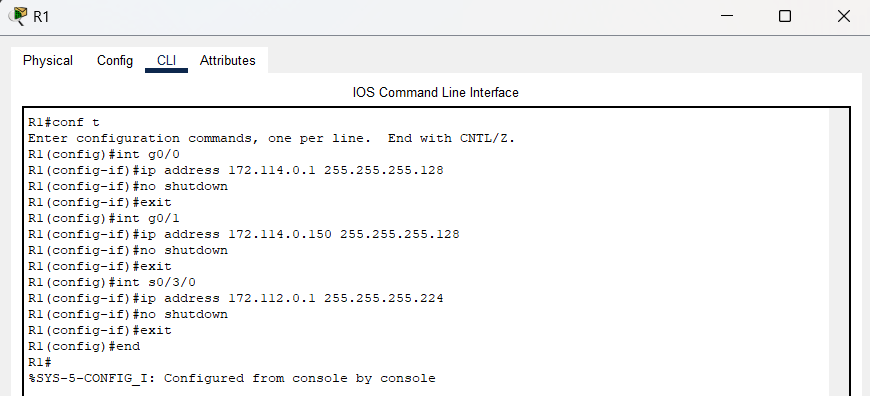 R1
Physical Config CLI Attributes
IOS Command Line Interface
R1#conf t
Enter configuration commands, one per line.  End with CNTL/Z.
R1(config)#int g0/0
R1(config-if)#ip address 172.114.0.1 255.255.255.128
R1(config-if)#no shutdown
R1(config-if)#exit
R1(config)#int g0/1
R1(config-if)#ip address 172.114.0.150 255.255.255.128
R1(config-if)#no shutdown
R1(config-if)#exit
R1(config)#int s0/3/0
R1(config-if)#ip address 172.112.0.1 255.255.255.224
R1(config-if)#no shutdown
R1(config-if)#exit
R1(config)#end
R1#
%SYS-5-CONFIG_I: Configured from console by console